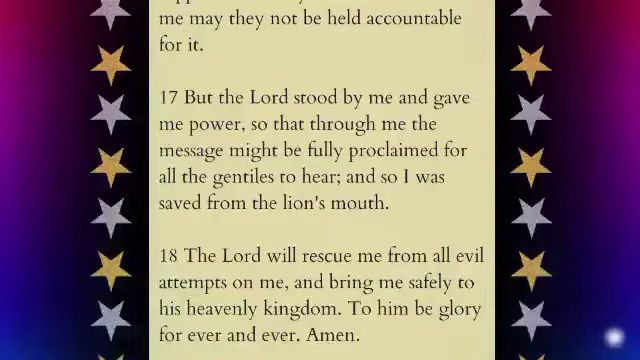 me may they not be held accountable
for it.
17 But the Lord stood by me and gave
me power, so that through me the
message might be fully proclaimed for
all the gentiles to hear; and so I was
saved from the lion's mouth.
18 The Lord will rescue me from all evil
attempts on me, and bring me safely to
his heavenly kingdom. To him be glory
for ever and ever. Amen.